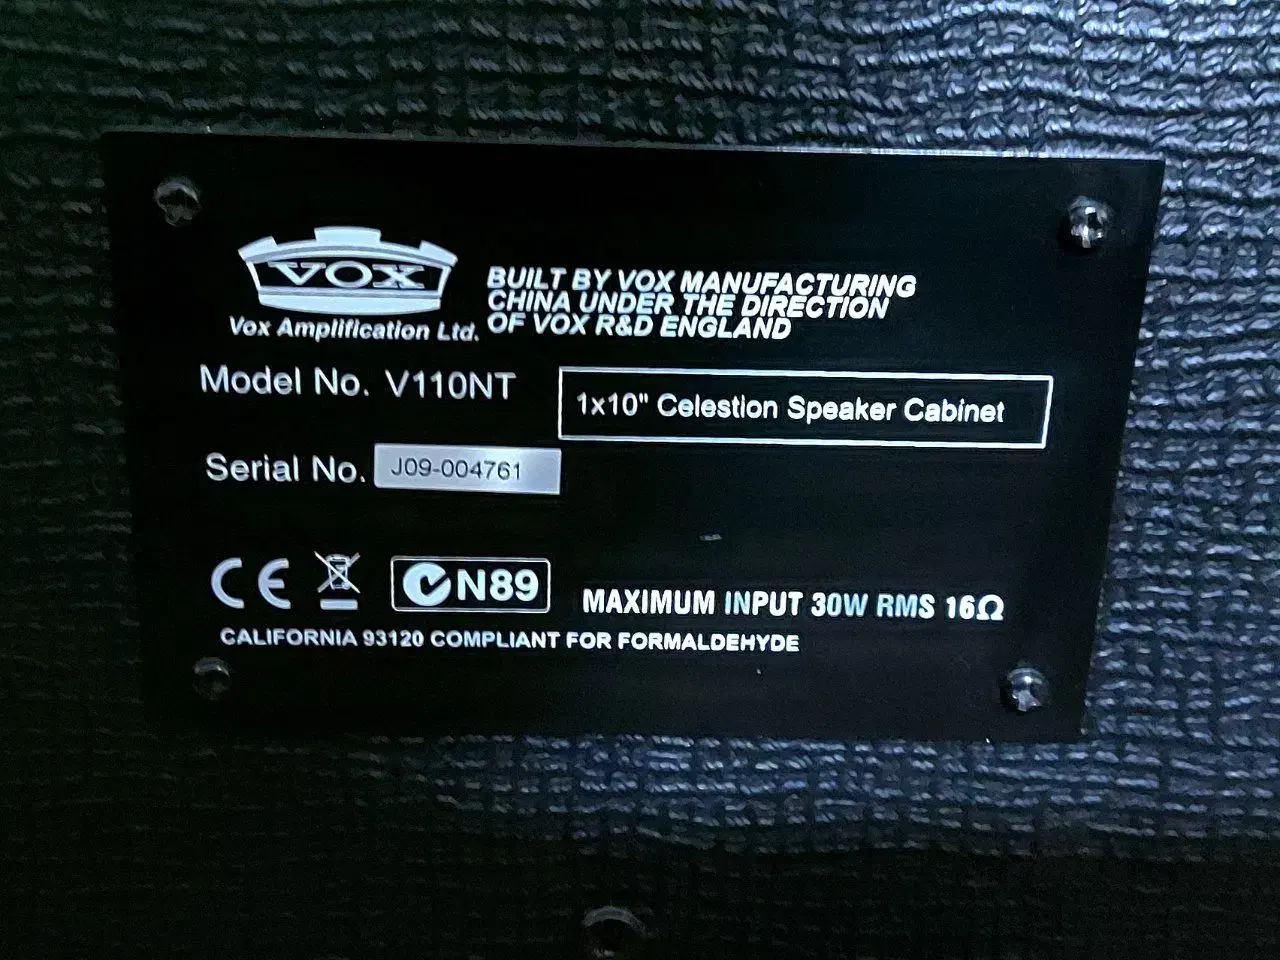 VOX
Vox Amplification Ltd.
BUILT BY VOX MANUFACTURING
CHINA UNDER THE DIRECTION
OF VOX R&D ENGLAND
Model No. V110NT
1x10" Celestion Speaker Cabinet
Serial No. J09-004761
CE
N89
MAXIMUM INPUT 30W RMS 16Ω
CALIFORNIA 93120 COMPLIANT FOR FORMALDEHYDE